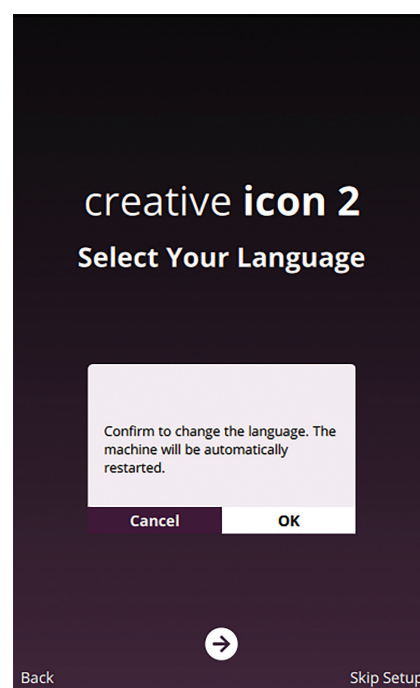 creative icon 2
Select Your Language
Confirm to change the language. The
machine will be automatically
restarted.
Cancel OK
Back Skip Setup